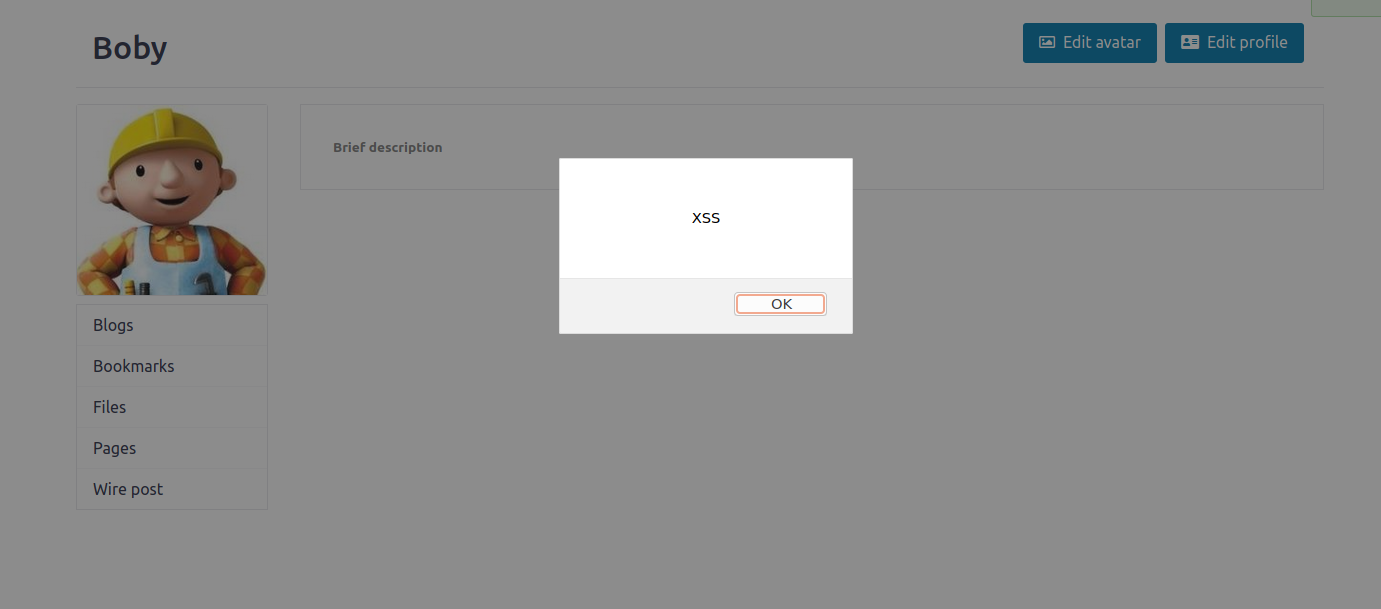 Boby
Edit avatar
Edit profile
Brief description
XSS
OK
Blogs
Bookmarks
Files
Pages
Wire post